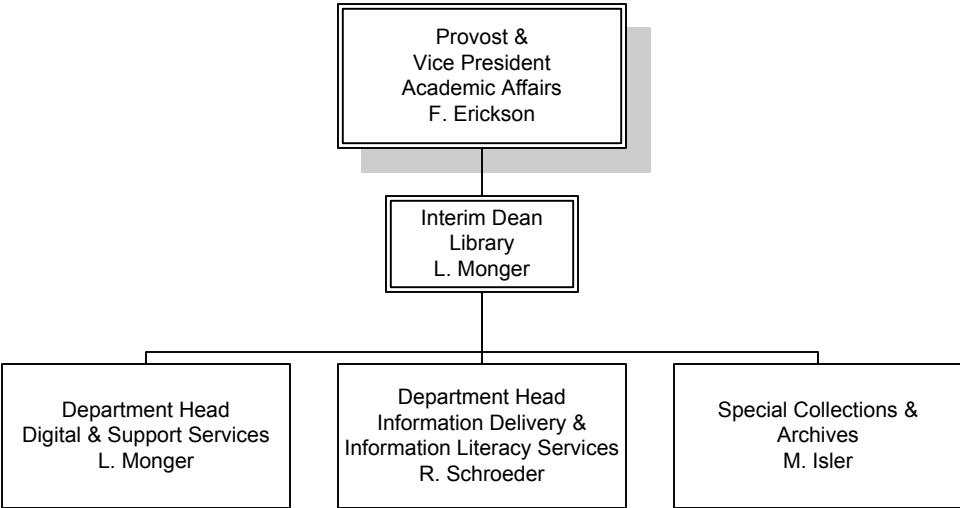 Provost &
Vice President
Academic Affairs
F. Erickson
Interim Dean
Library
L. Monger
Department Head
Digital & Support Services
L. Monger
Department Head
Information Delivery &
Information Literacy Services
R. Schroeder
Special Collections &
Archives
M. Isler